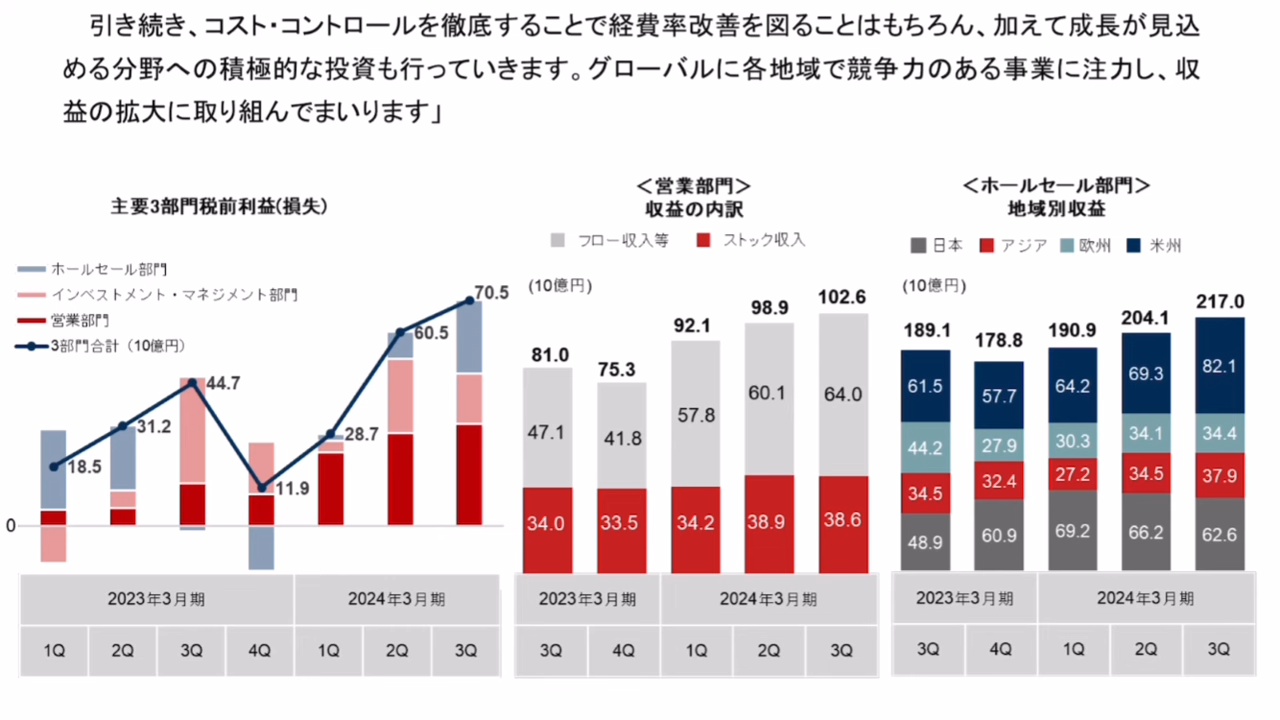 引き続き、コスト・コントロールを徹底することで経費率改善を図ることはもちろん、加えて成長が見込
める分野への積極的な投資も行っていきます。グローバルに各地域で競争力のある事業に注力し、収
益の拡大に取り組んでまいります」
主要3部門税前利益(損失)
ホールセール部門
インベストメント・マネジメント部門
営業部門
3部門合計（10億円）
18.5
31.2
44.7
11.9
28.7
60.5
70.5
0
2023年3月期 2024年3月期
1Q 2Q 3Q 4Q 1Q 2Q 3Q
＜営業部門＞
収益の内訳
フロー収入等 ストック収入
(10億円)
81.0 75.3 92.1 98.9 102.6
47.1 41.8 57.8 60.1 64.0
34.0 33.5 34.2 38.9 38.6
2023年3月期 2024年3月期
3Q 4Q 1Q 2Q 3Q
＜ホールセール部門＞
地域別収益
日本 アジア 欧州 米州
(10億円)
189.1 178.8 190.9 204.1 217.0
61.5 57.7 64.2 69.3 82.1
44.2 27.9 30.3 34.1 34.4
34.5 32.4 27.2 34.5 37.9
48.9 60.9 69.2 66.2 62.6
2023年3月期 2024年3月期
3Q 4Q 1Q 2Q 3Q